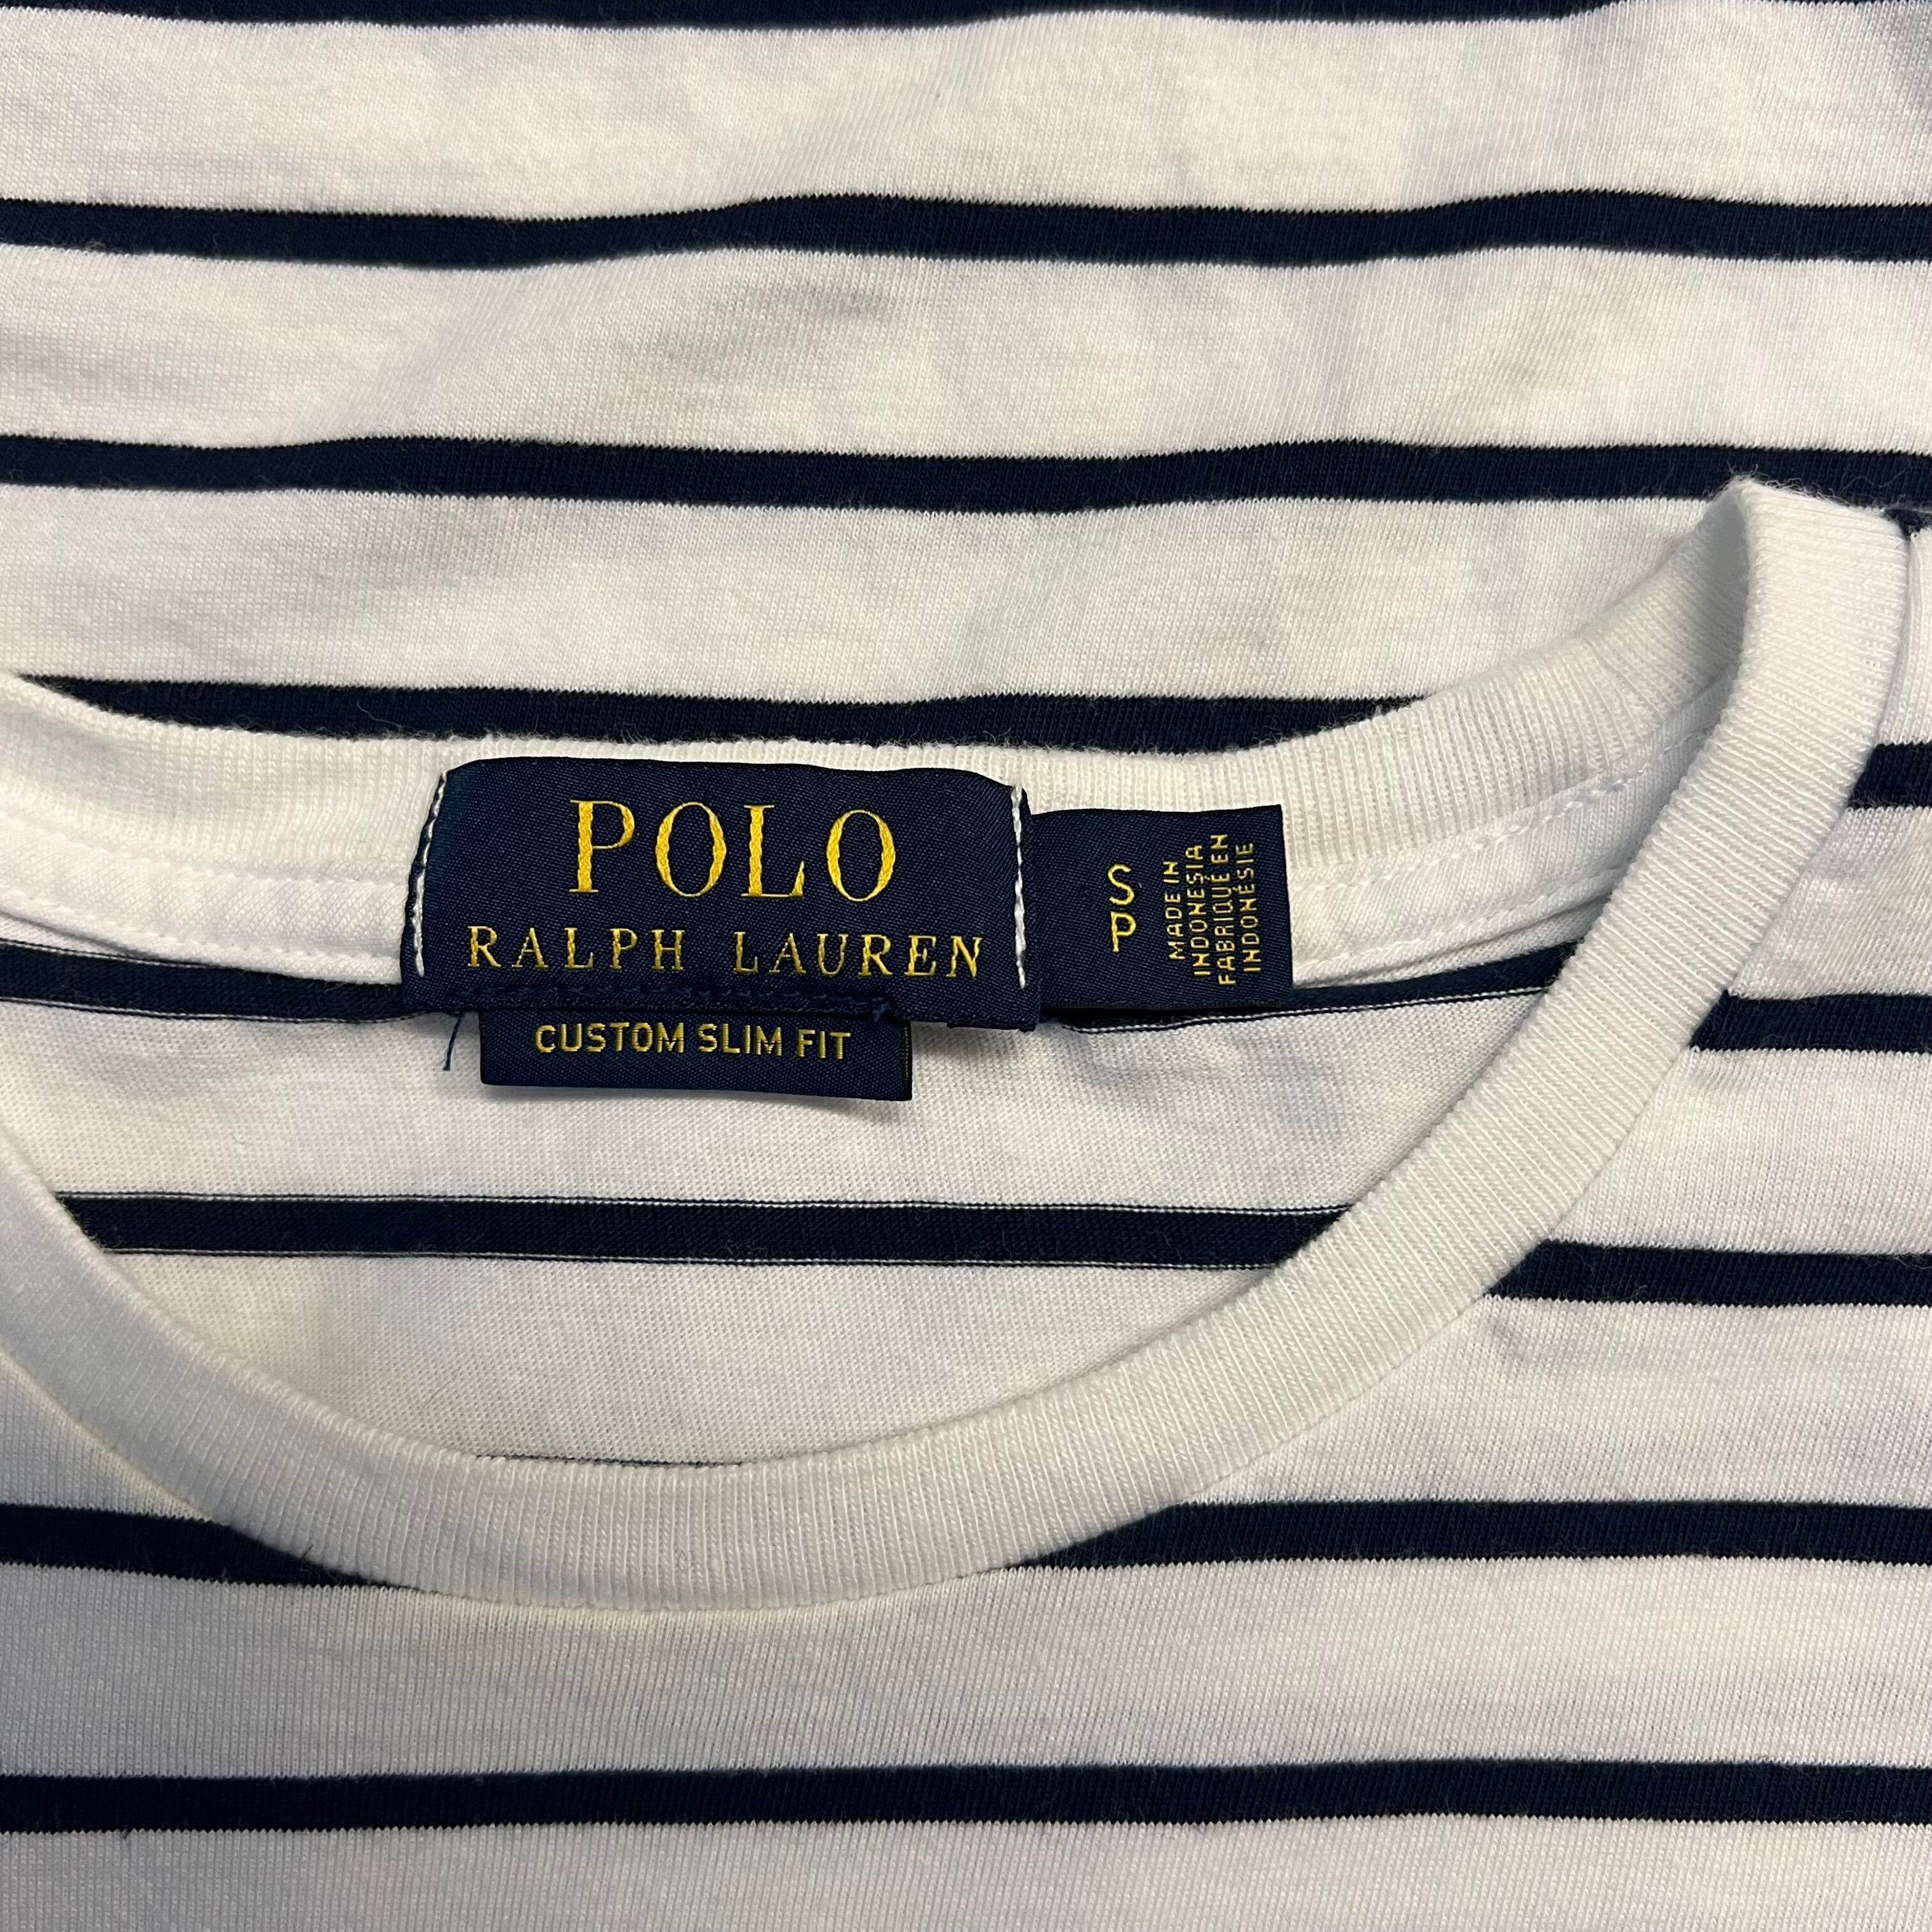 POLO
RALPH LAUREN
CUSTOM SLIM FIT
S
P
MADE IN
INDONESIA
FABRIQUÉ EN
INDONÉSIE